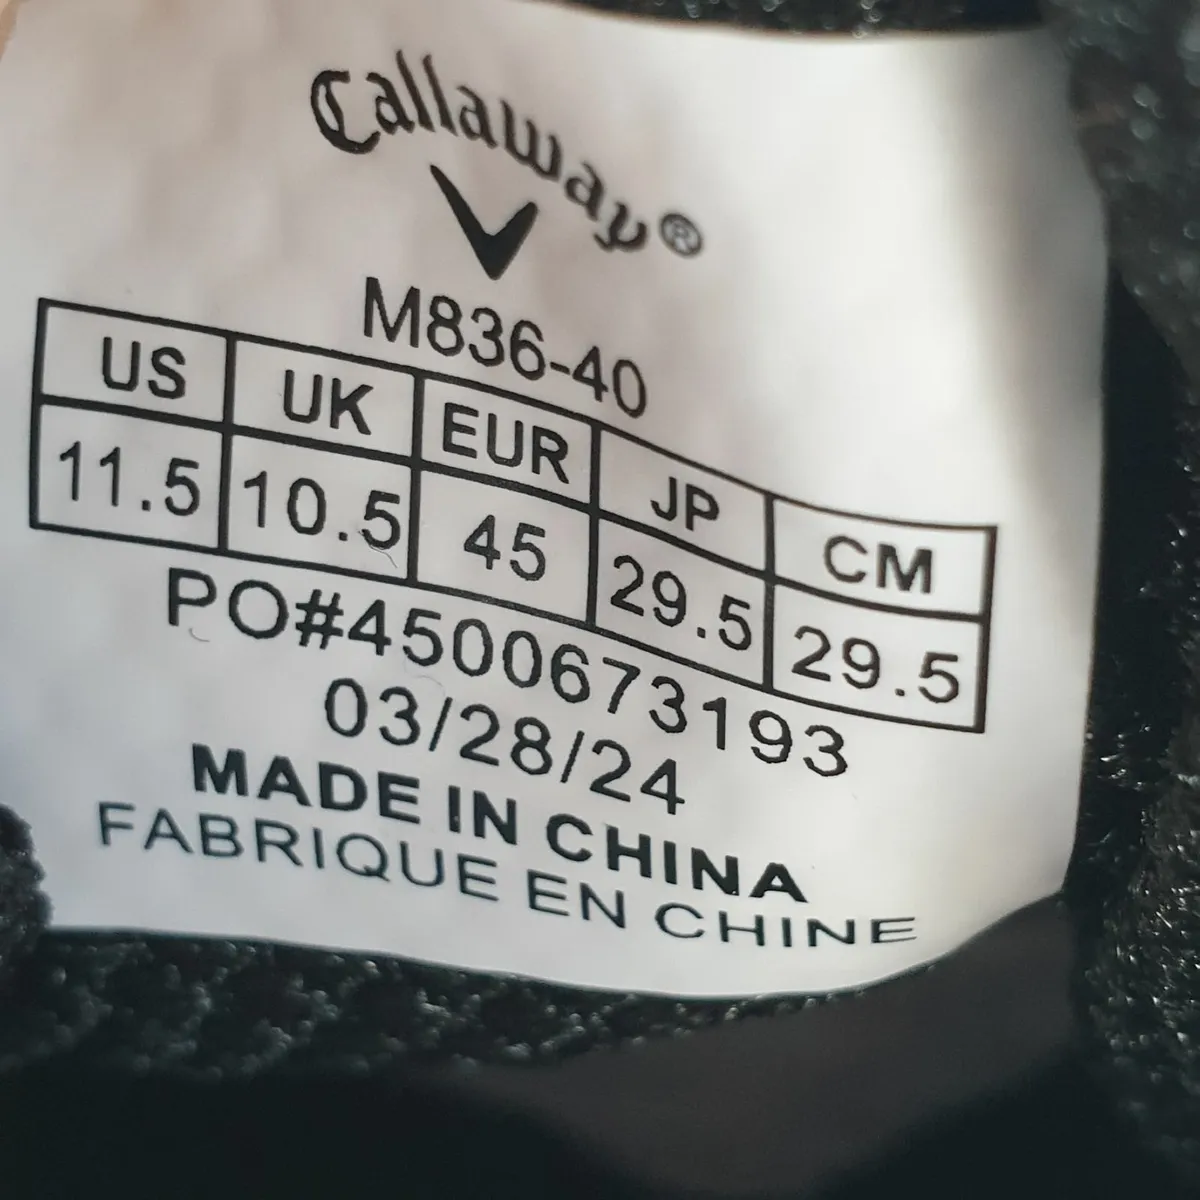 Callaway®
M836-40
US UK EUR JP CM
11.5 10.5 45 29.5 29.5
PO#4500673193
03/28/24
MADE IN CHINA
FABRIQUE EN CHINE